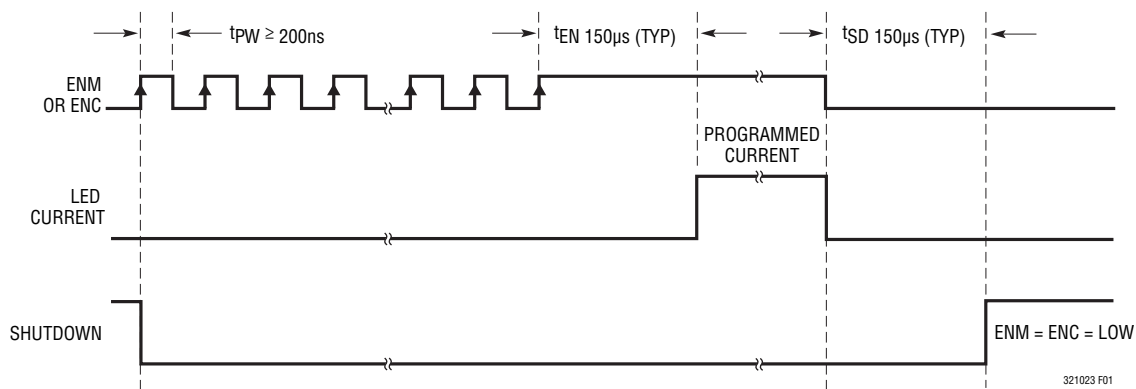 tPW ≥ 200ns
tEN 150µs (TYP)
tSD 150µs (TYP)
ENM
OR ENC
PROGRAMMED
CURRENT
LED
CURRENT
SHUTDOWN
ENM = ENC = LOW
321023 F01